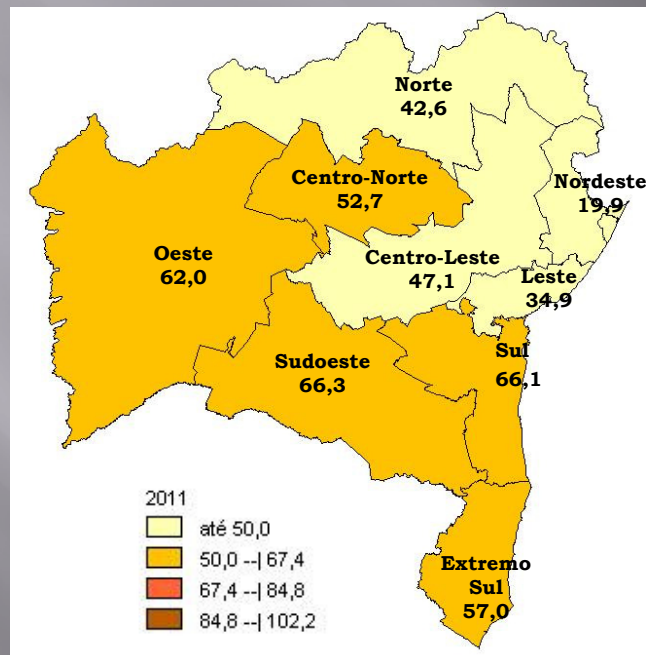 Norte
42,6
Centro-Norte
52,7
Nordeste
19,9
Oeste
62,0
Centro-Leste
47,1
Leste
34,9
Sudoeste
66,3
Sul
66,1
Extremo
Sul
57,0
2011
até 50,0
50,0 --| 67,4
67,4 --| 84,8
84,8 --| 102,2